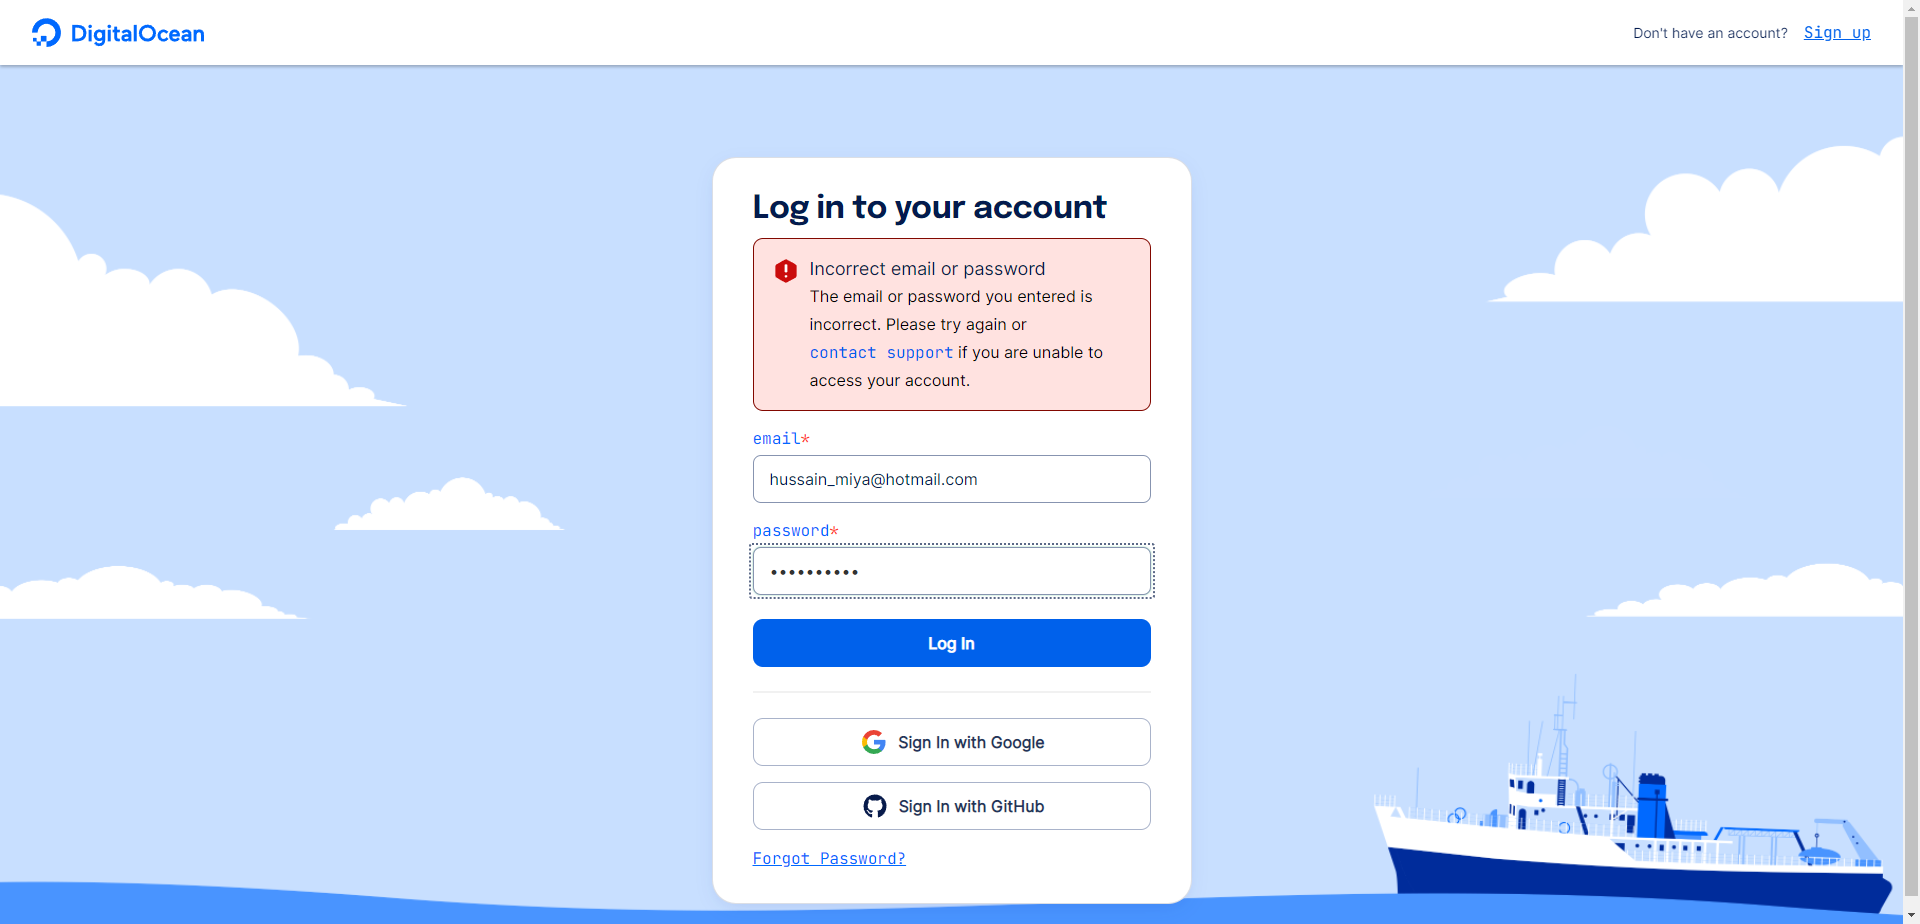 DigitalOcean
Don't have an account? Sign up
Log in to your account
Incorrect email or password
The email or password you entered is
incorrect. Please try again or
contact support if you are unable to
access your account.
email*
hussain_miya@hotmail.com
password*
••••••••••
Log In
Sign In with Google
Sign In with GitHub
Forgot Password?